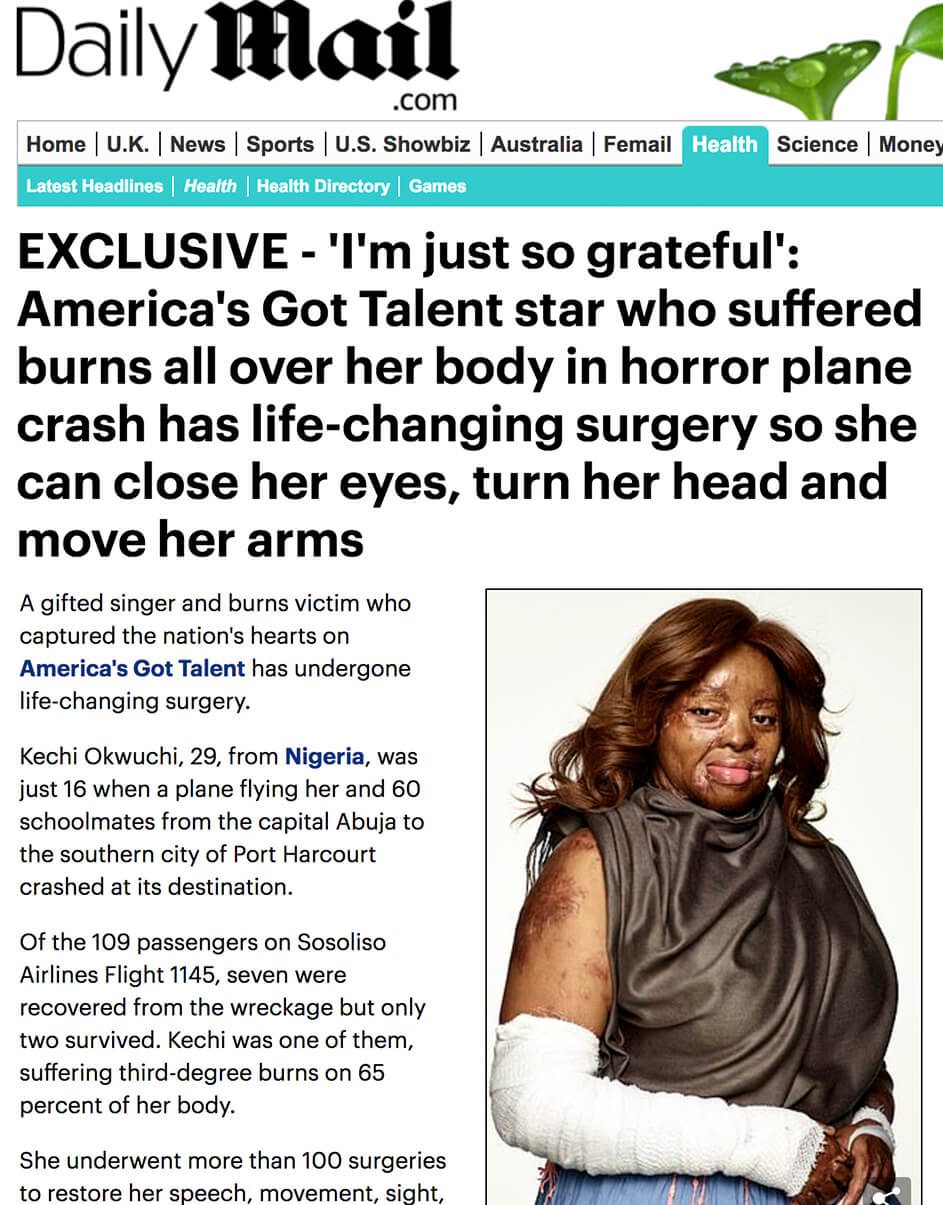 Daily Mail
.com
Home | U.K. | News | Sports | U.S. Showbiz | Australia | Femail | Health | Science | Money
Latest Headlines | Health | Health Directory | Games
EXCLUSIVE - 'I'm just so grateful':
America's Got Talent star who suffered
burns all over her body in horror plane
crash has life-changing surgery so she
can close her eyes, turn her head and
move her arms
A gifted singer and burns victim who
captured the nation's hearts on
America's Got Talent has undergone
life-changing surgery.
Kechi Okwuchi, 29, from Nigeria, was
just 16 when a plane flying her and 60
schoolmates from the capital Abuja to
the southern city of Port Harcourt
crashed at its destination.
Of the 109 passengers on Sosoliso
Airlines Flight 1145, seven were
recovered from the wreckage but only
two survived. Kechi was one of them,
suffering third-degree burns on 65
percent of her body.
She underwent more than 100 surgeries
to restore her speech, movement, sight,